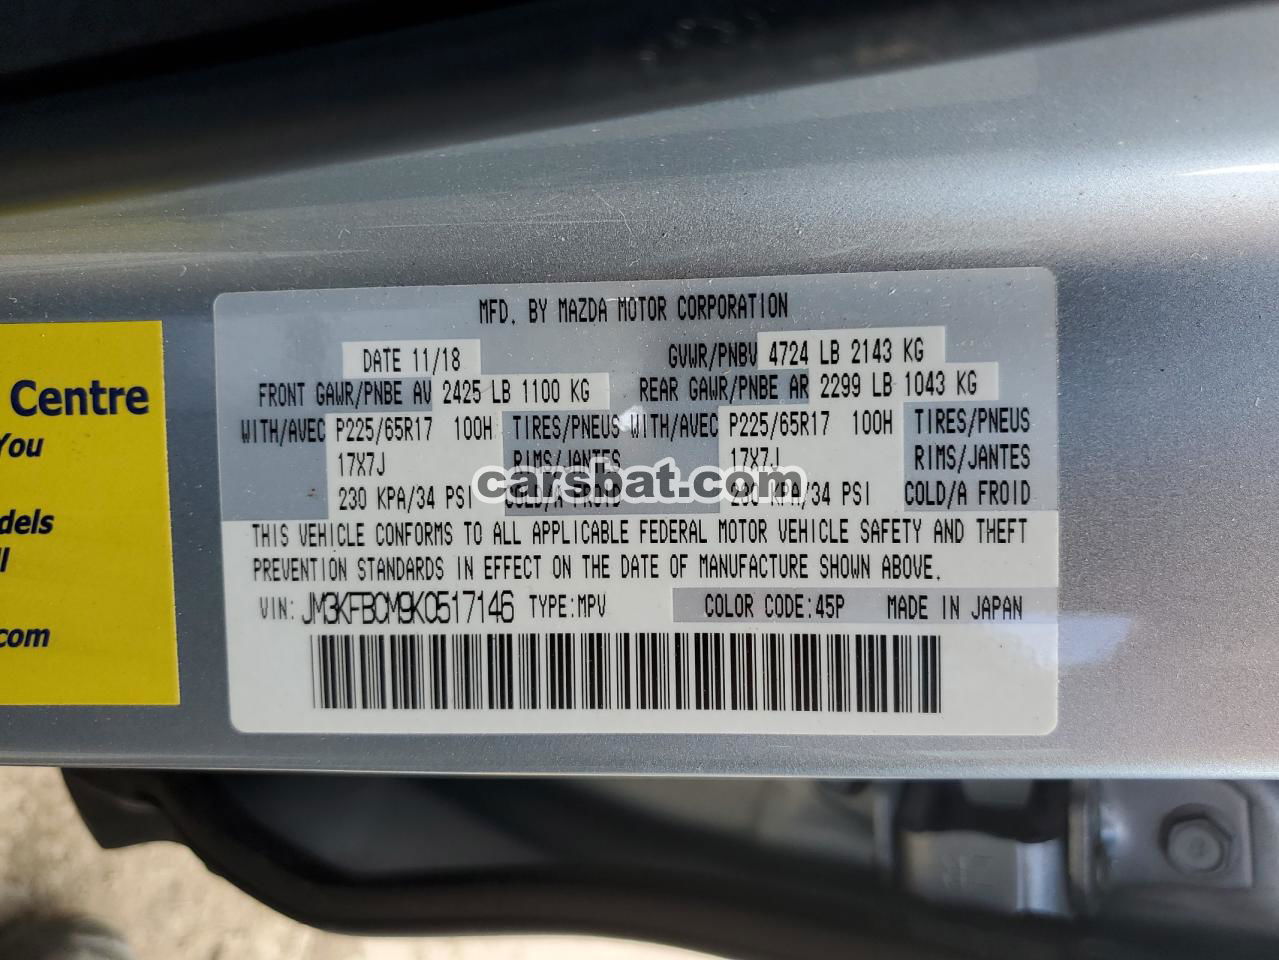 MFD. BY MAZDA MOTOR CORPORATION
DATE 11/18 GVWR/PNBV 4724 LB 2143 KG
FRONT GAWR/PNBE AV 2425 LB 1100 KG REAR GAWR/PNBE AR 2299 LB 1043 KG
WITH/AVEC P225/65R17 100H TIRES/PNEUS WITH/AVEC P225/65R17 100H TIRES/PNEUS
17X7J RIMS/JANTES 17X7J RIMS/JANTES
230 KPA/34 PSI COLD/A FROID 230 KPA/34 PSI COLD/A FROID
carsbat.com
THIS VEHICLE CONFORMS TO ALL APPLICABLE FEDERAL MOTOR VEHICLE SAFETY AND THEFT
PREVENTION STANDARDS IN EFFECT ON THE DATE OF MANUFACTURE SHOWN ABOVE.
VIN: JM3KFBCM9K0517146 TYPE:MPV COLOR CODE:45P MADE IN JAPAN
Centre
You
dels
.com